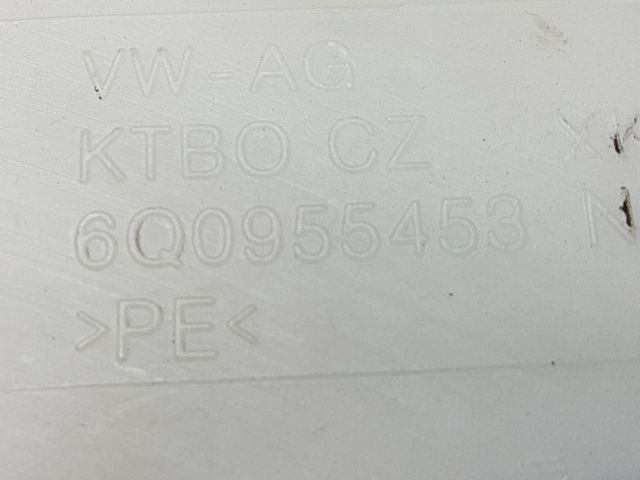 VW-AG
KTBO CZ
6Q0955453 N
>PE<